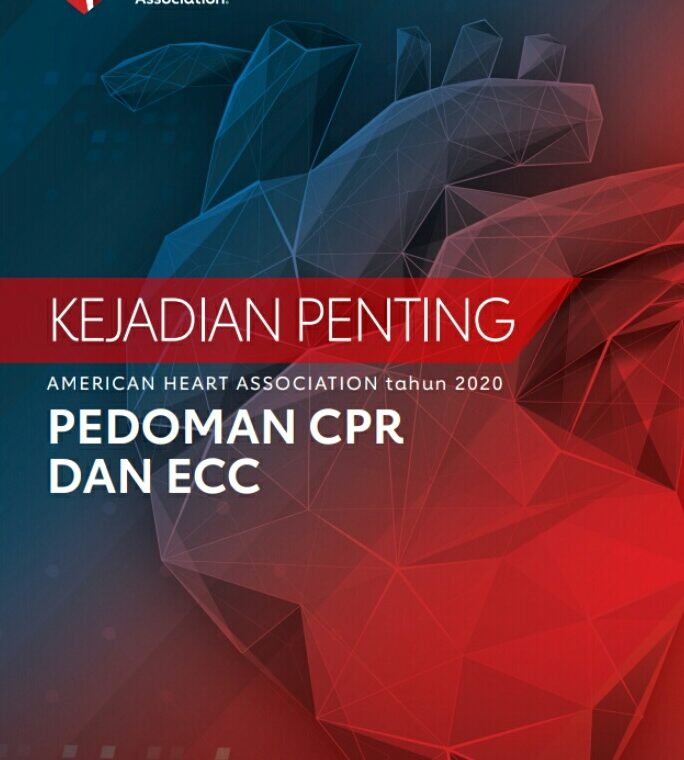 Association.
KEJADIAN PENTING
AMERICAN HEART ASSOCIATION tahun 2020
PEDOMAN CPR
DAN ECC